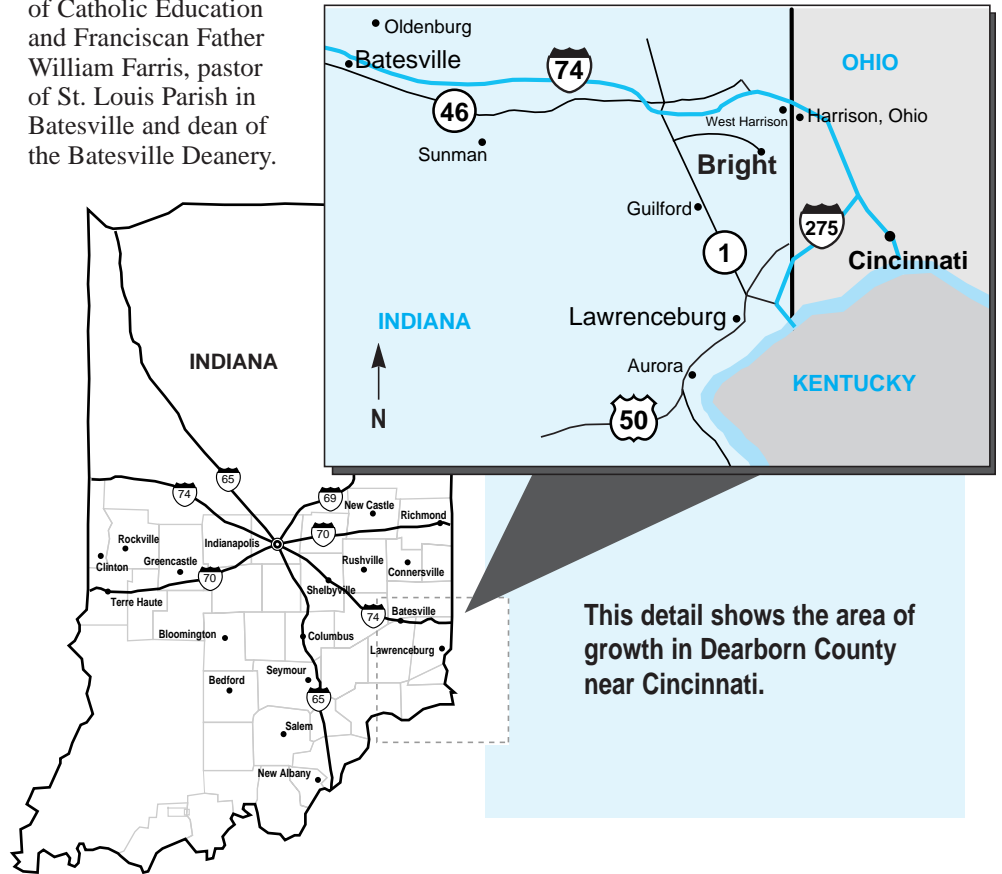 of Catholic Education
and Franciscan Father
William Farris, pastor
of St. Louis Parish in
Batesville and dean of
the Batesville Deanery.
Oldenburg
Batesville
74
OHIO
46
West Harrison
Harrison, Ohio
Sunman
Bright
Guilford
275
1
Cincinnati
INDIANA
Lawrenceburg
Aurora
KENTUCKY
N
50
INDIANA
65
74
69
New Castle
Richmond
70
Rockville
Indianapolis
Clinton
Greencastle
Rushville
Connersville
70
Shelbyville
Terre Haute
74
Batesville
Bloomington
Columbus
Lawrenceburg
Seymour
Bedford
65
Salem
New Albany
This detail shows the area of
growth in Dearborn County
near Cincinnati.